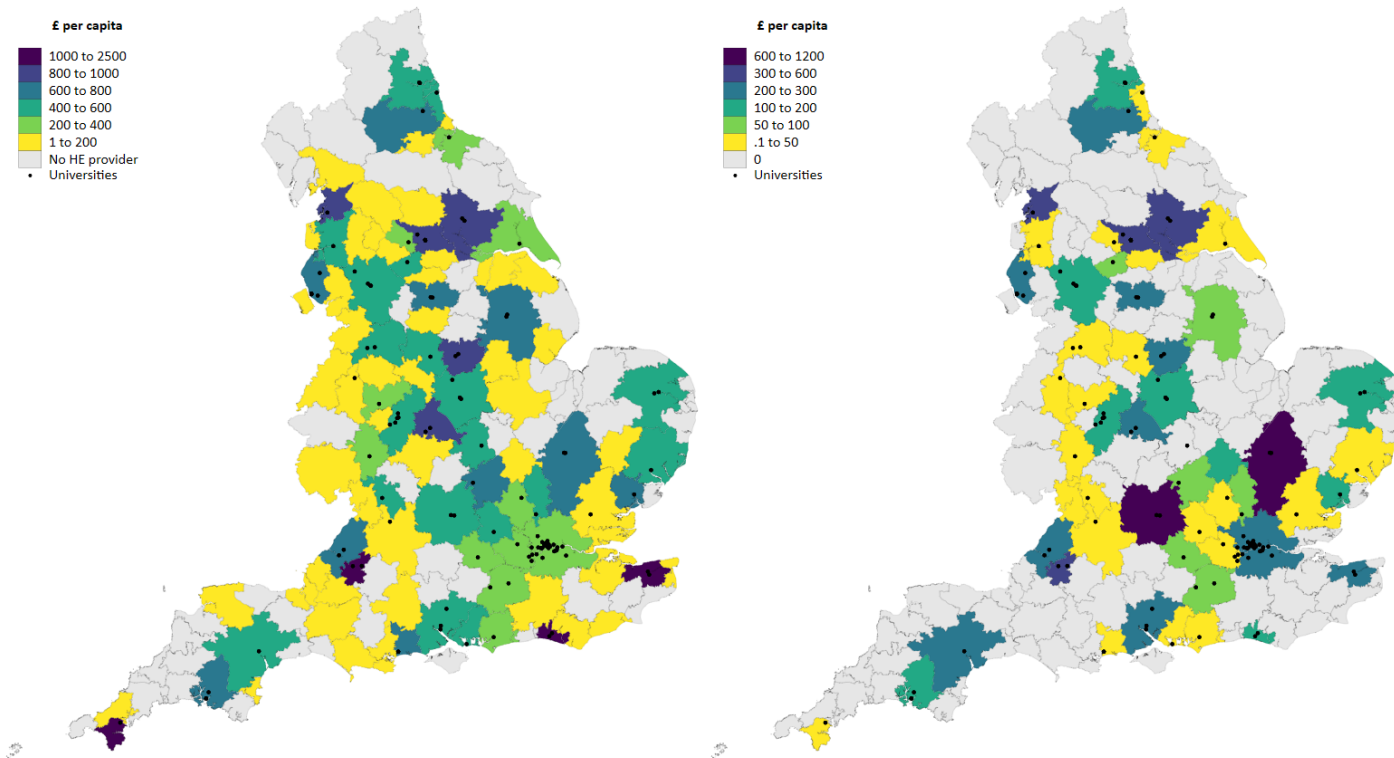 £ per capita
1000 to 2500
800 to 1000
600 to 800
400 to 600
200 to 400
1 to 200
No HE provider
Universities
£ per capita
600 to 1200
300 to 600
200 to 300
100 to 200
50 to 100
.1 to 50
0
Universities